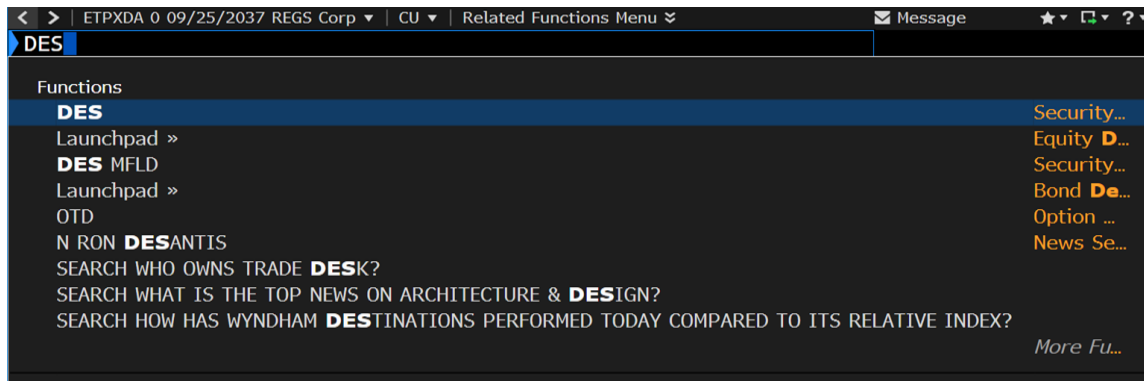 < > ETPXDA 0 09/25/2037 REGS Corp ▾ CU ▾ Related Functions Menu Message ?
DES
Functions
DES Security...
Launchpad » Equity D...
DES MFLD Security...
Launchpad » Bond De...
OTD Option ...
N RON DESANTIS News Se...
SEARCH WHO OWNS TRADE DESK?
SEARCH WHAT IS THE TOP NEWS ON ARCHITECTURE & DESIGN?
SEARCH HOW HAS WYNDHAM DESTINATIONS PERFORMED TODAY COMPARED TO ITS RELATIVE INDEX?
More Fu...